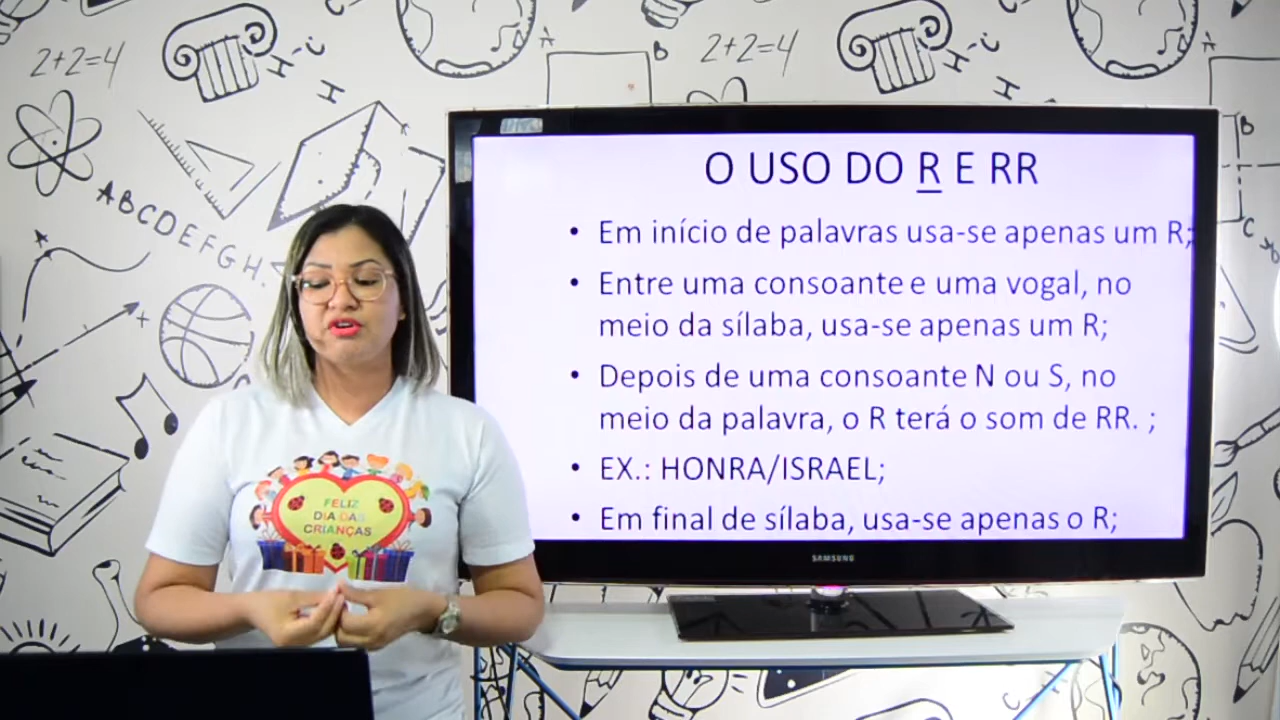 2+2=4
H-C
H
A
B
2+2=4
H-C
H
A
B
C
ABCDEFGH.
O USO DO R E RR
• Em início de palavras usa-se apenas um R;
• Entre uma consoante e uma vogal, no
meio da sílaba, usa-se apenas um R;
• Depois de uma consoante N ou S, no
meio da palavra, o R terá o som de RR. ;
• EX.: HONRA/ISRAEL;
• Em final de sílaba, usa-se apenas o R;
SAMSUNG
FELIZ
DIA DAS
CRIANÇAS